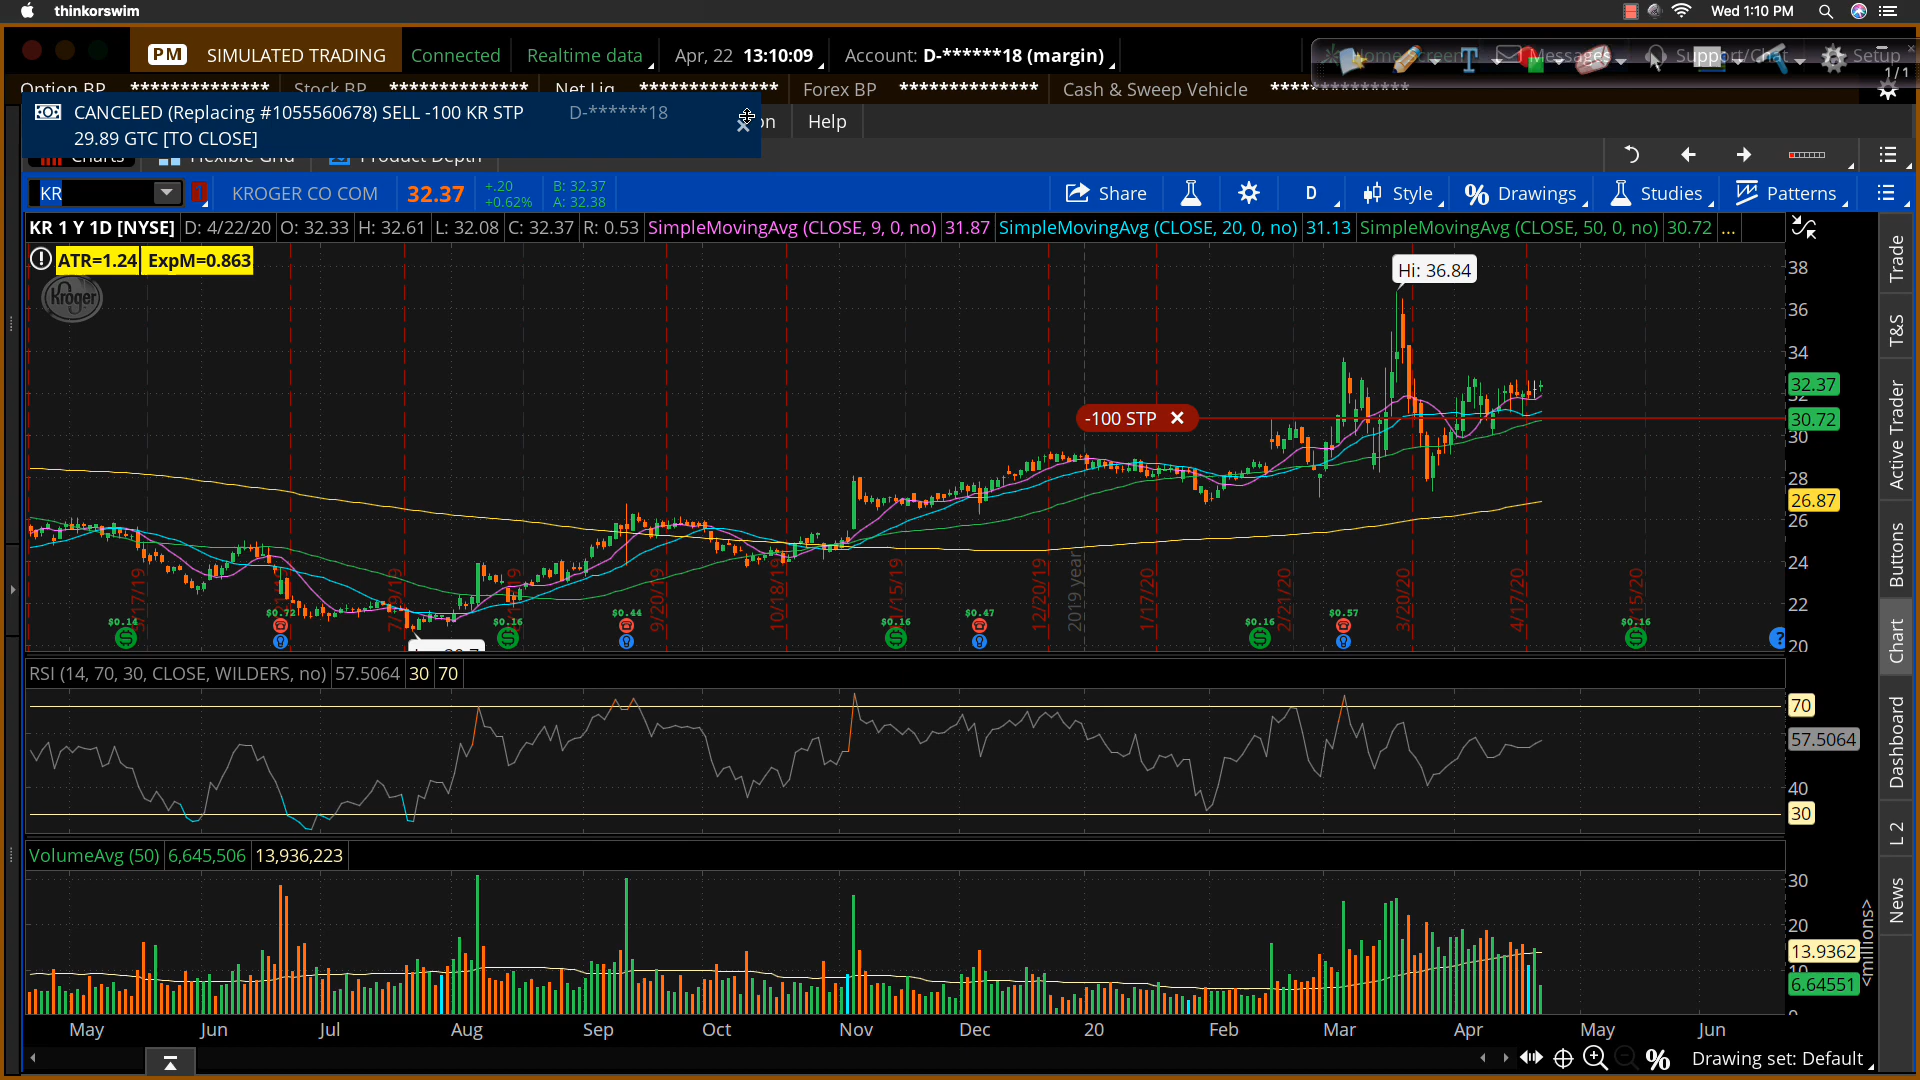 thinkorswim
Wed 1:10 PM
PM SIMULATED TRADING Connected Realtime data Apr, 22 13:10:09 Account: D-******18 (margin)
Home Screen Messages Support/Chat Setup
1/1
Option BP ************** Stock BP ************** Net Liq ************** Forex BP ************** Cash & Sweep Vehicle **************
CANCELED (Replacing #1055560678) SELL -100 KR STP D-******18
29.89 GTC [TO CLOSE]
Help
Charts Flexible Grid Product Depth
KR KROGER CO COM 32.37 +.20 B: 32.37
+0.62% A: 32.38
Share D Style Drawings Studies Patterns
KR 1 Y 1D [NYSE] D: 4/22/20 O: 32.33 H: 32.61 L: 32.08 C: 32.37 R: 0.53 SimpleMovingAvg (CLOSE, 9, 0, no) 31.87 SimpleMovingAvg (CLOSE, 20, 0, no) 31.13 SimpleMovingAvg (CLOSE, 50, 0, no) 30.72 ...
ATR=1.24 ExpM=0.863
Kroger
Hi: 36.84
-100 STP
38
36
34
32.37
32
30.72
30
28
26.87
26
24
22
20
7/19/19 9/20/19 10/18/19 12/20/19 2019 year 1/17/20 2/21/20 3/20/20 4/17/20
$0.14 $0.72 $0.16 $0.44 $0.16 $0.47 $0.16 $0.57 $0.16
RSI (14, 70, 30, CLOSE, WILDERS, no) 57.5064 30 70
70
57.5064
40
30
VolumeAvg (50) 6,645,506 13,936,223
30
20
13.9362
10
6.64551
<millions>
May Jun Jul Aug Sep Oct Nov Dec 20 Feb Mar Apr May Jun
Drawing set: Default
Trade
T&S
Active Trader
Buttons
Chart
Dashboard
L 2
News